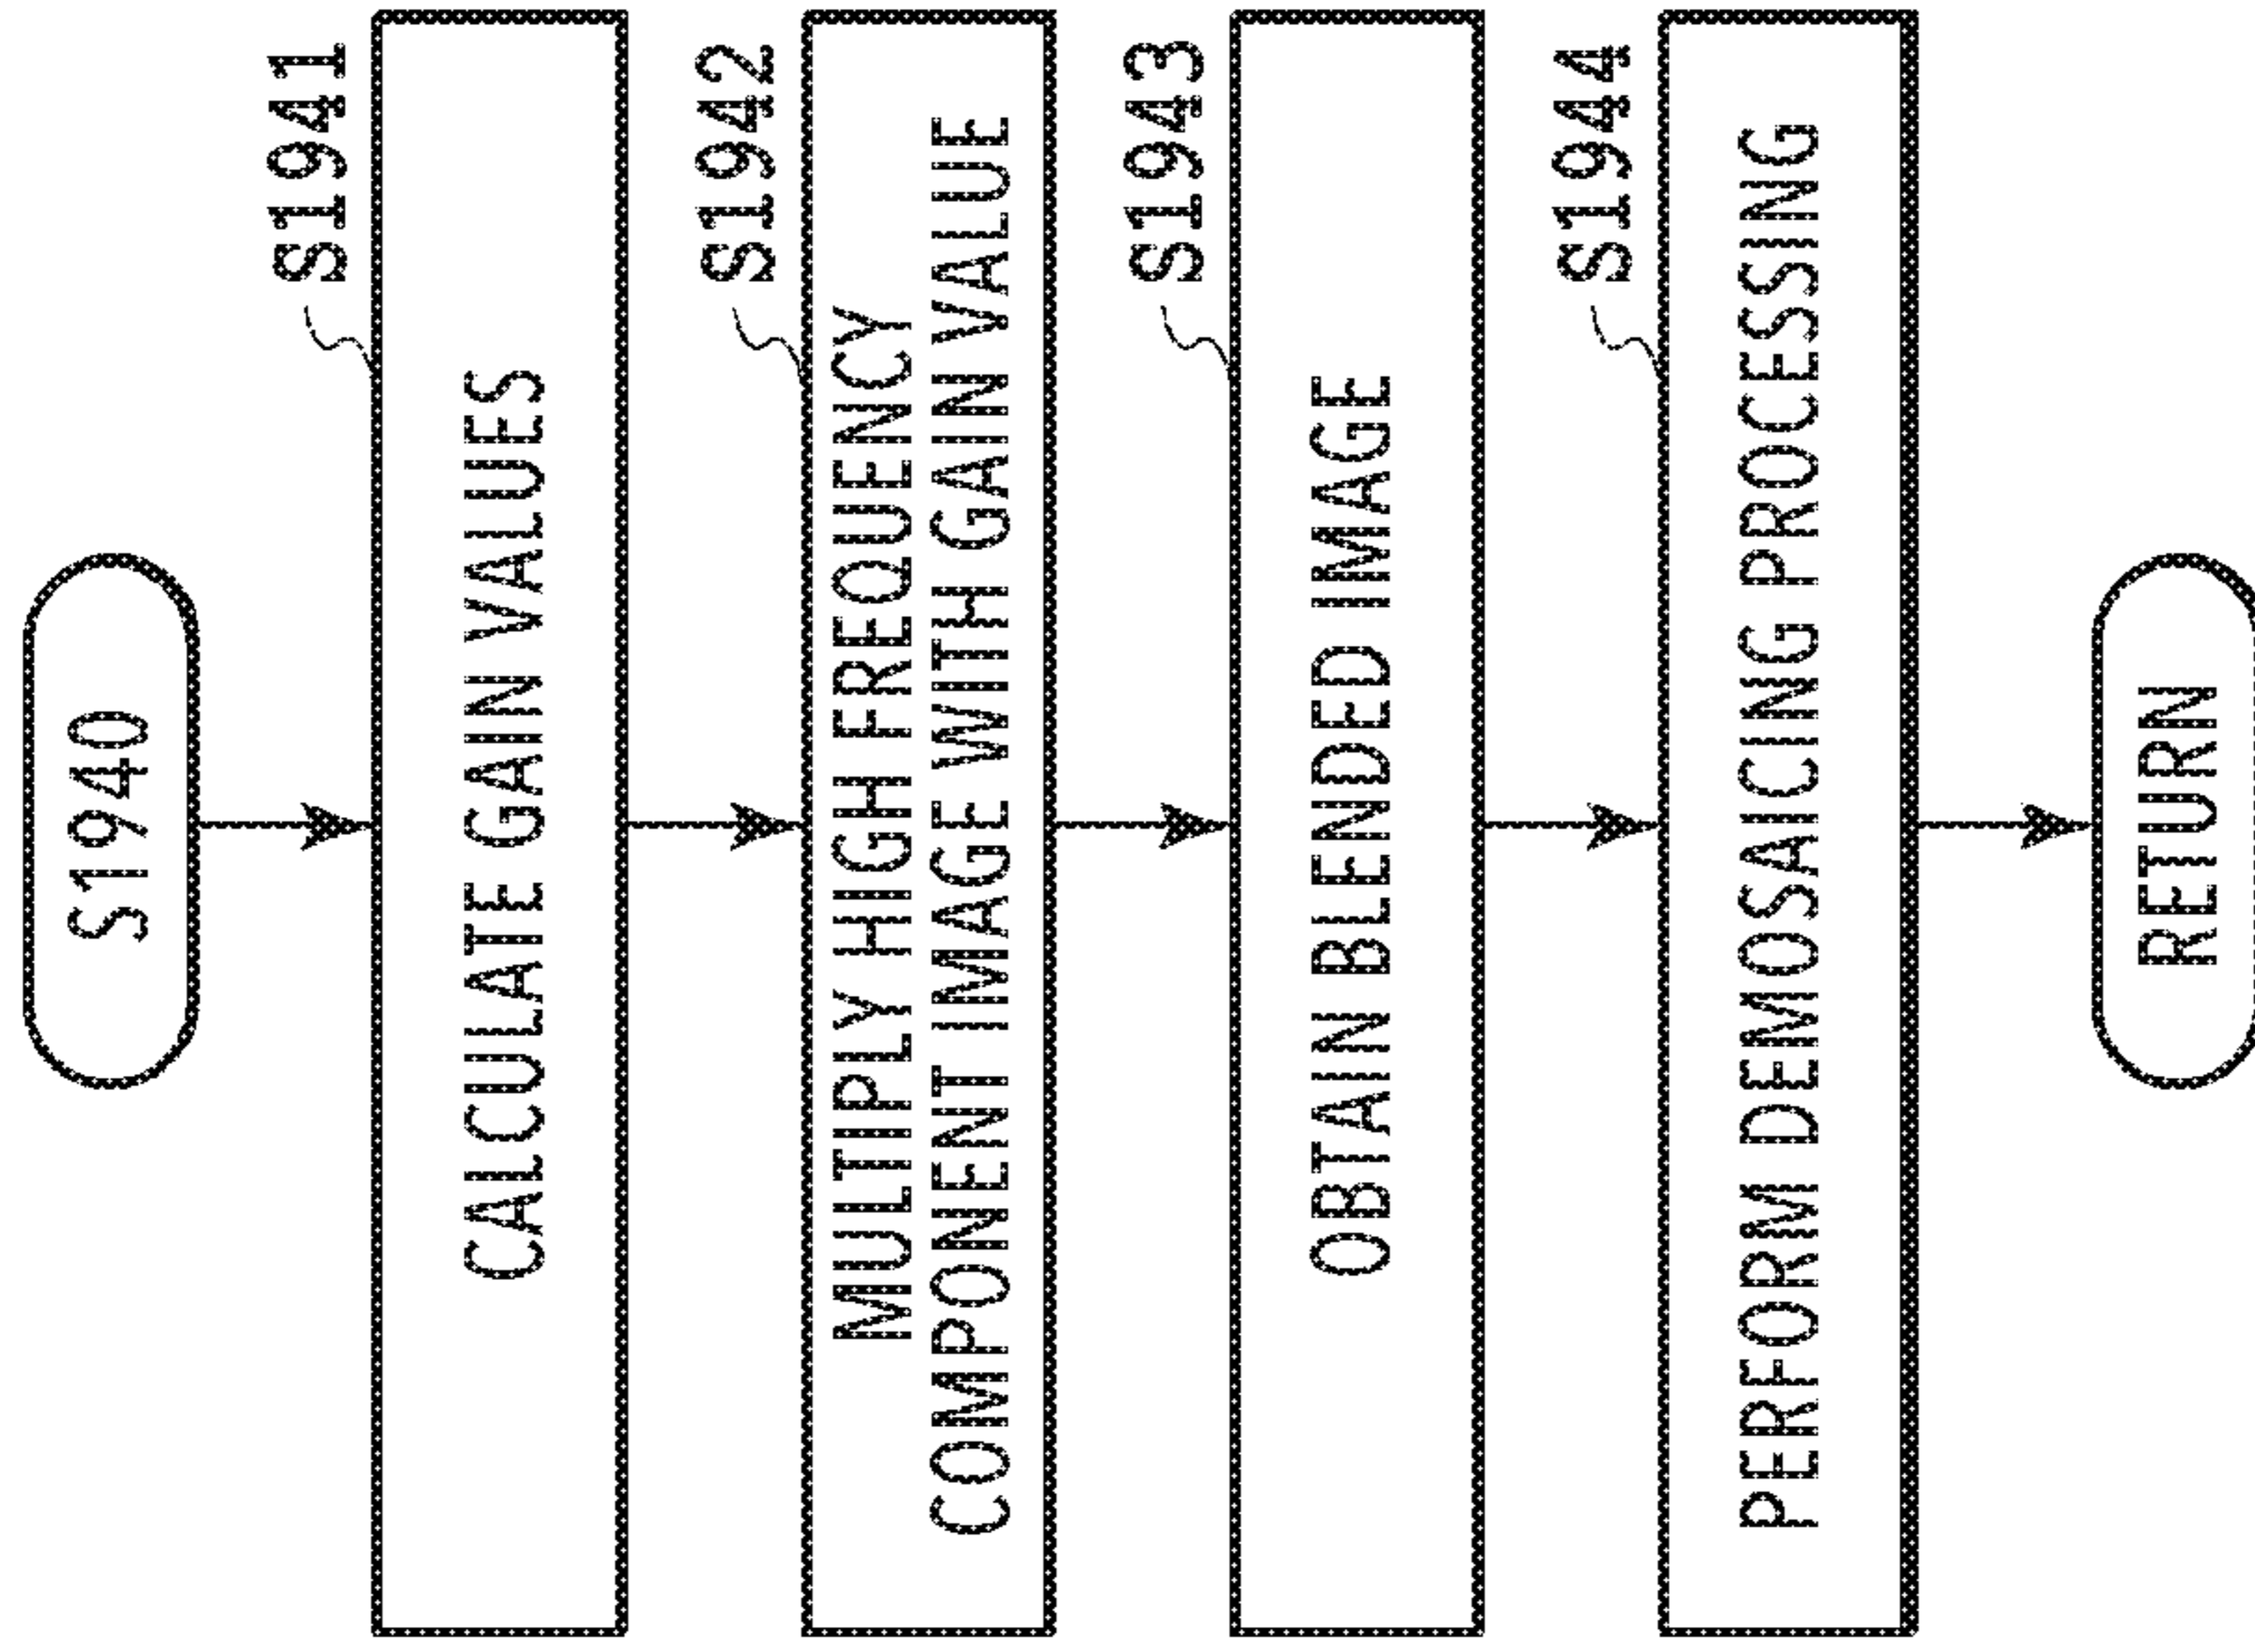 S1940
S1941
CALCULATE GAIN VALUES
S1942
MULTIPLY HIGH FREQUENCY
COMPONENT IMAGE WITH GAIN VALUE
S1943
OBTAIN BLENDED IMAGE
S1944
PERFORM DEMOSAICING PROCESSING
RETURN